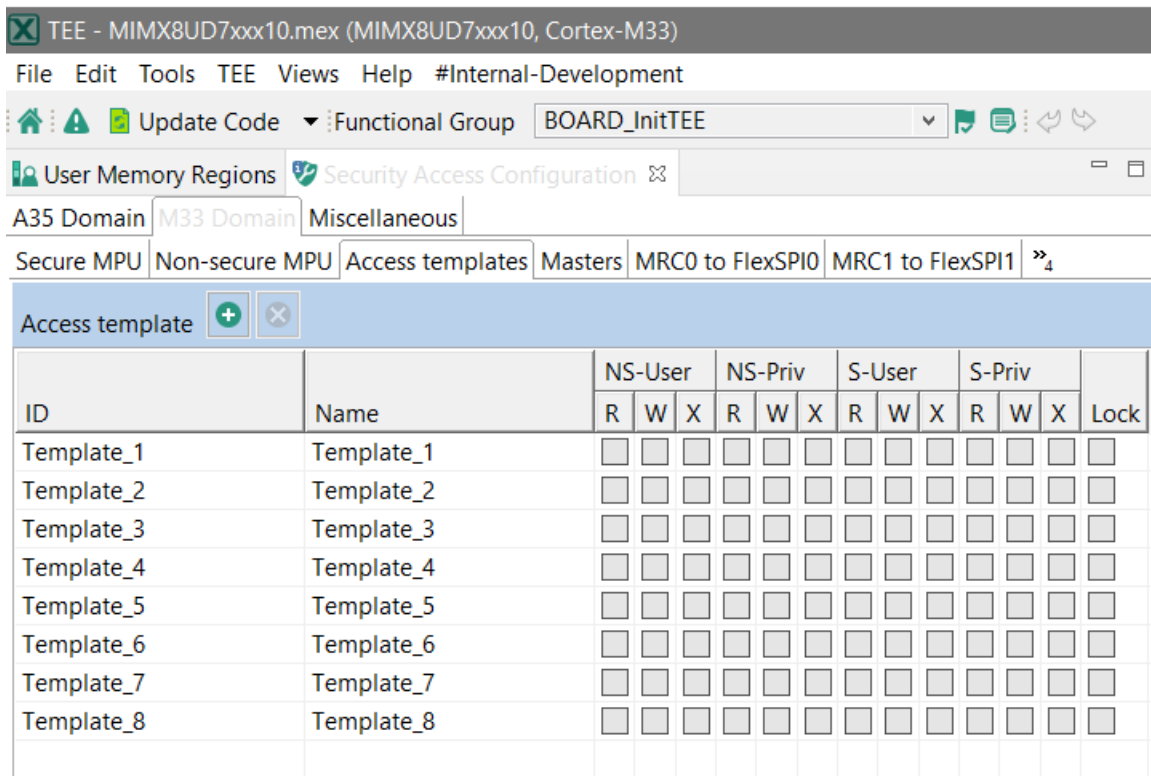 TEE - MIMX8UD7xxx10.mex (MIMX8UD7xxx10, Cortex-M33)
File Edit Tools TEE Views Help #Internal-Development
Update Code Functional Group BOARD_InitTEE
User Memory Regions Security Access Configuration
A35 Domain M33 Domain Miscellaneous
Secure MPU Non-secure MPU Access templates Masters MRC0 to FlexSPI0 MRC1 to FlexSPI1 »4
Access template
NS-User NS-Priv S-User S-Priv
ID Name R W X R W X R W X R W X Lock
Template_1 Template_1
Template_2 Template_2
Template_3 Template_3
Template_4 Template_4
Template_5 Template_5
Template_6 Template_6
Template_7 Template_7
Template_8 Template_8